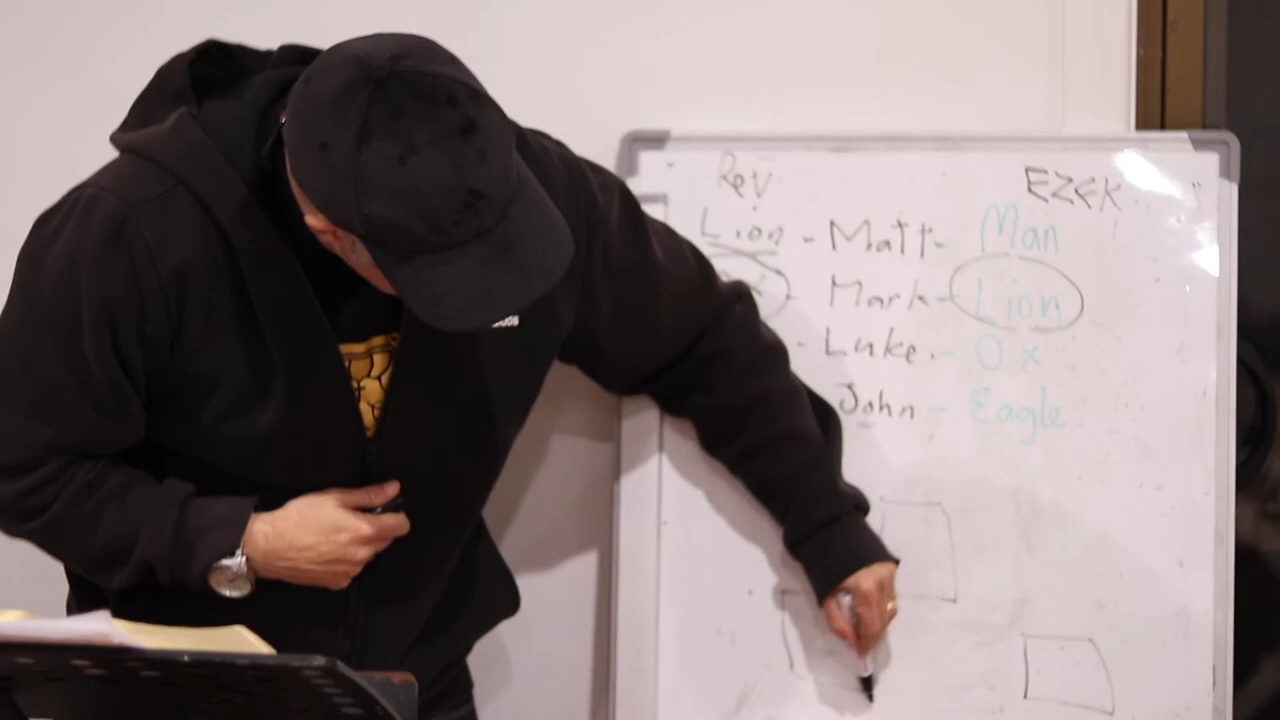 Rev EZEK
Lion - Matt - Man
x - Mark - Lion
- Luke. - Ox
John - Eagle